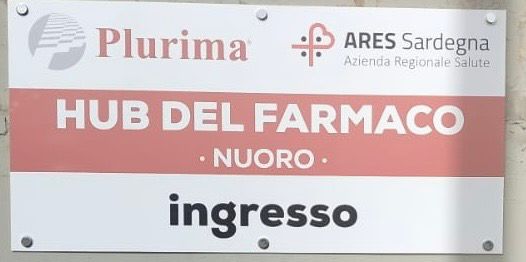 Plurima®
ARES Sardegna
Azienda Regionale Salute
HUB DEL FARMACO
· NUORO ·
ingresso